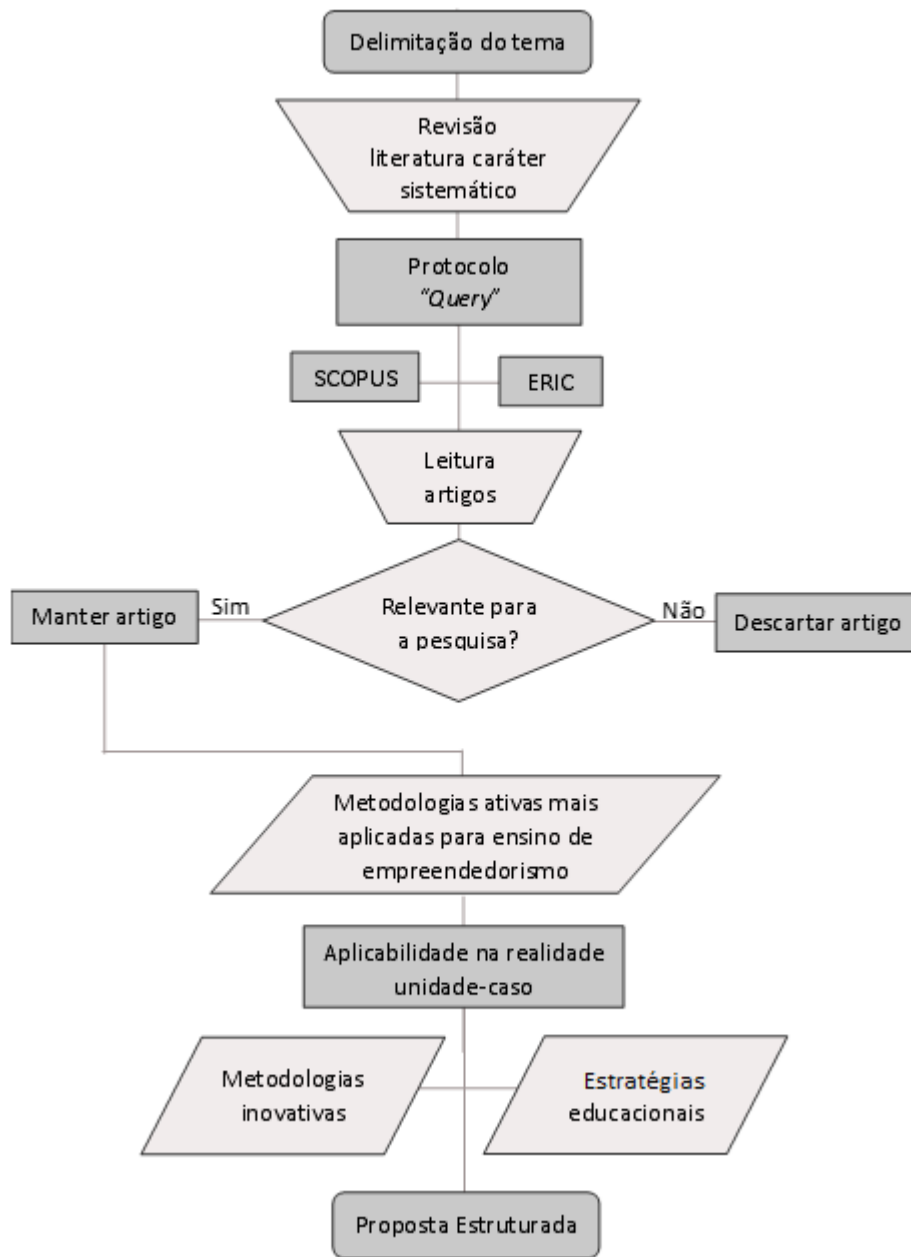 Delimitação do tema
Revisão
literatura caráter
sistemático
Protocolo
“Query”
SCOPUS
ERIC
Leitura
artigos
Manter artigo
Sim
Relevante para
a pesquisa?
Não
Descartar artigo
Metodologias ativas mais
aplicadas para ensino de
empreendedorismo
Aplicabilidade na realidade
unidade-caso
Metodologias
inovativas
Estratégias
educacionais
Proposta Estruturada